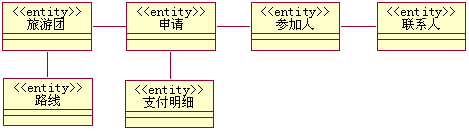 <<entity>>
旅游团
<<entity>>
申请
<<entity>>
参加人
<<entity>>
联系人
<<entity>>
路线
<<entity>>
支付明细